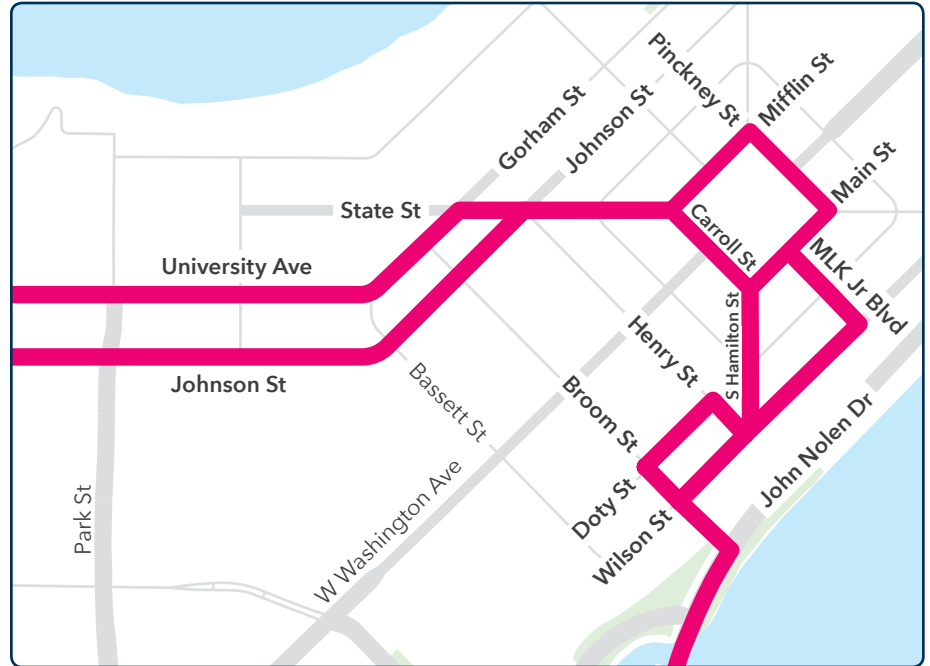 Pinckney St
Mifflin St
Gorham St
Johnson St
Main St
State St
Carroll St
MLK Jr Blvd
University Ave
S Hamilton St
Henry St
Johnson St
Bassett St
Broom St
John Nolen Dr
Park St
W Washington Ave
Doty St
Wilson St